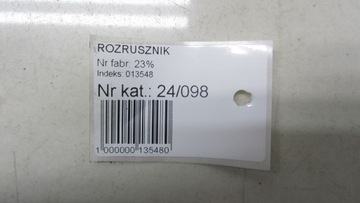 ROZRUSZNIK
Nr fabr: 23%
Indeks: 013548
Nr kat.: 24/098
1 000000 135480